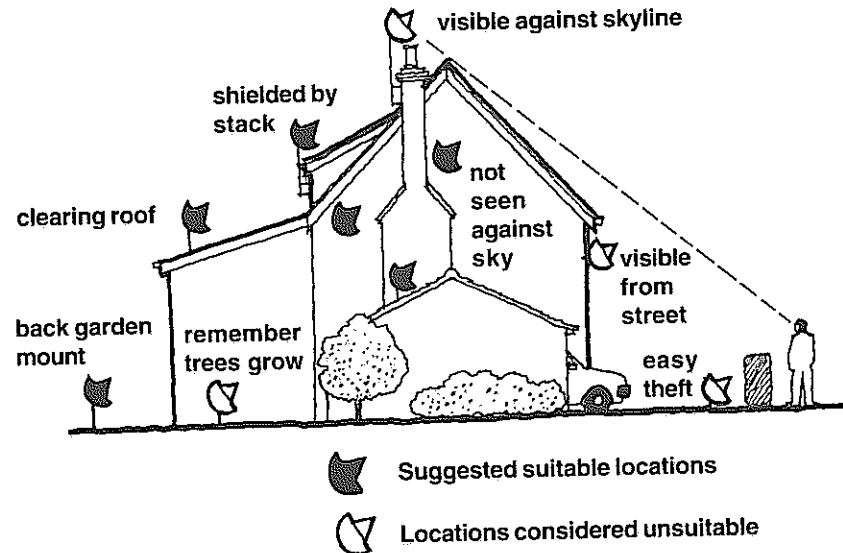 visible against skyline
shielded by
stack
not
seen
against
sky
clearing roof
visible
from
street
back garden
mount
remember
trees grow
easy
theft
Suggested suitable locations
Locations considered unsuitable